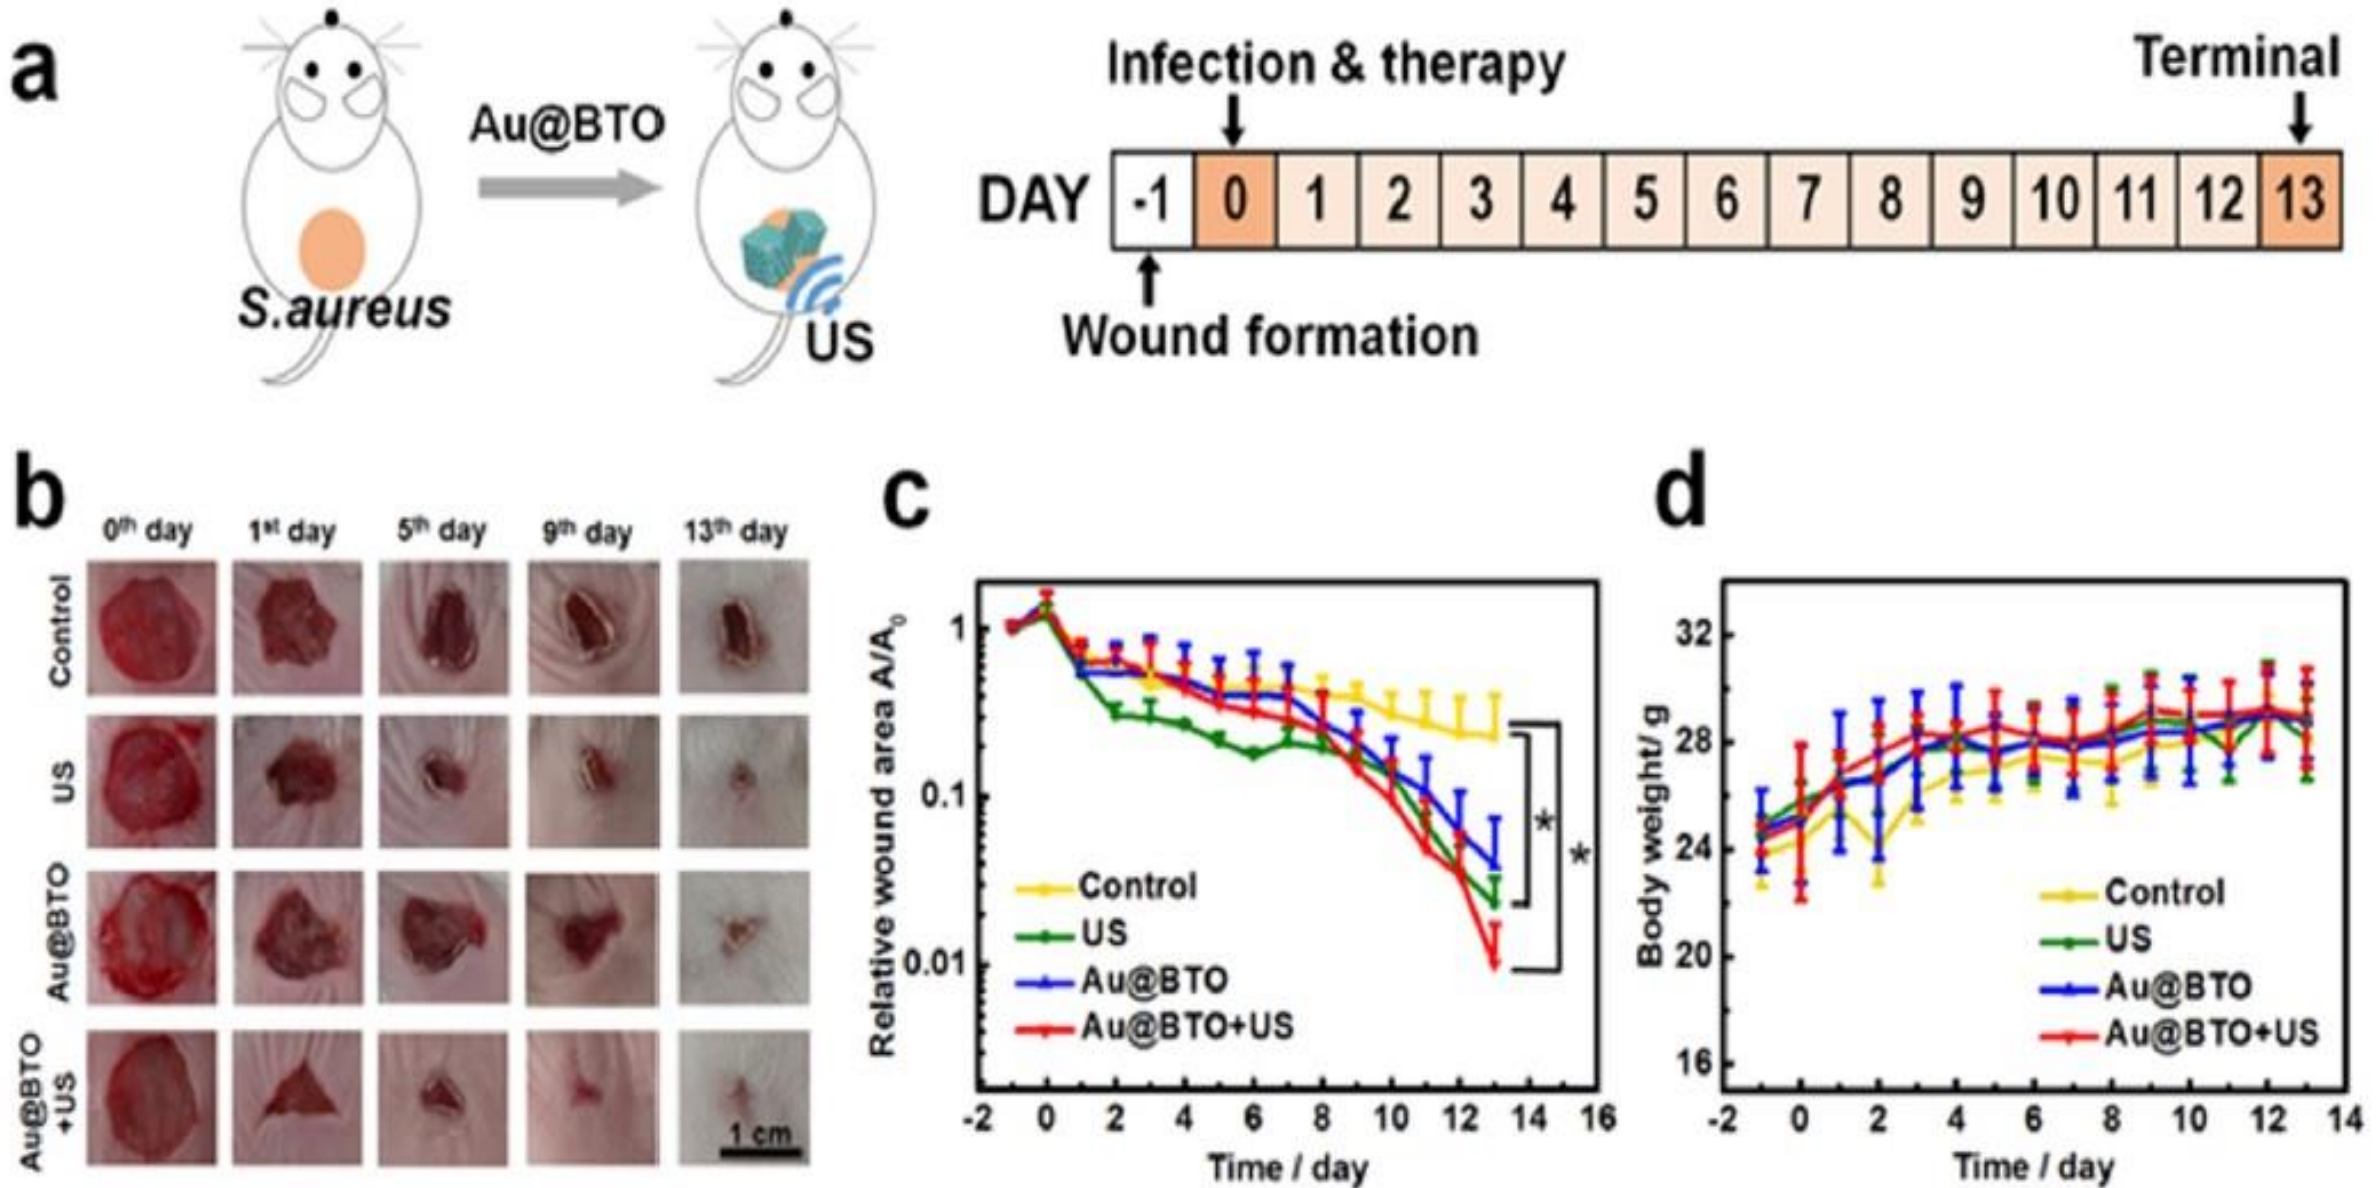 a
Au@BTO
S.aureus
US
Infection & therapy
Terminal
DAY -1 0 1 2 3 4 5 6 7 8 9 10 11 12 13
Wound formation
b
0th day 1st day 5th day 9th day 13th day
Control
US
Au@BTO
Au@BTO
+US
1 cm
c
Relative wound area A/A0
1
0.1
0.01
Control
US
Au@BTO
Au@BTO+US
*
*
-2 0 2 4 6 8 10 12 14 16
Time / day
d
Body weight/ g
32
28
24
20
16
Control
US
Au@BTO
Au@BTO+US
-2 0 2 4 6 8 10 12 14
Time / day